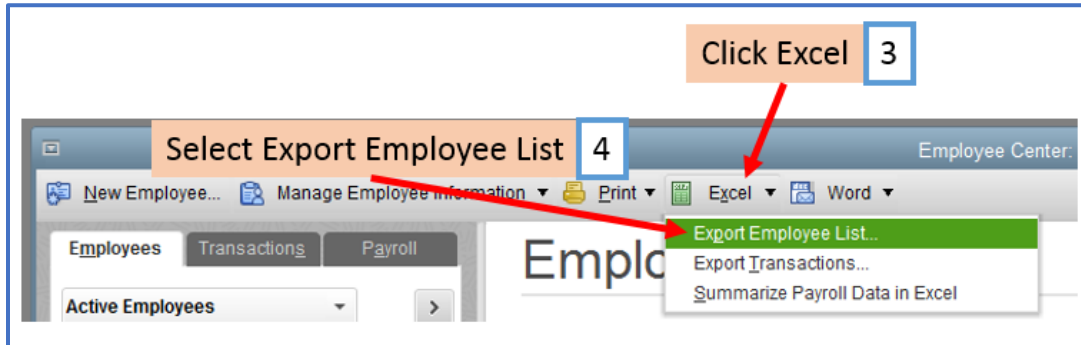 Click Excel 3
Select Export Employee List 4
Employee Center:
New Employee... Manage Employee Information Print Excel Word
Employees Transactions Payroll
Export Employee List...
Export Transactions...
Summarize Payroll Data in Excel
Active Employees